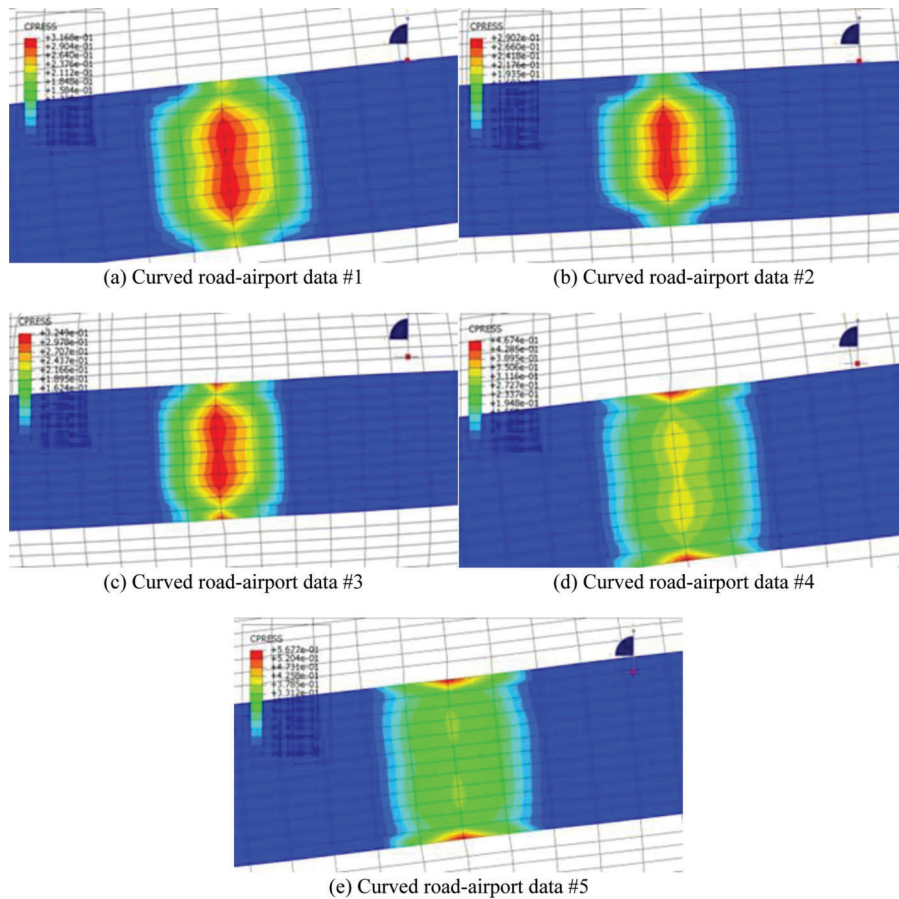 CPRESS
+3.168e-01
+2.904e-01
+2.640e-01
+2.376e-01
+2.112e-01
+1.848e-01
+1.584e-01
(a) Curved road-airport data #1
CPRESS
+2.902e-01
+2.660e-01
+2.418e-01
+2.176e-01
+1.935e-01
(b) Curved road-airport data #2
CPRESS
+3.249e-01
+2.978e-01
+2.707e-01
+2.437e-01
+2.166e-01
+1.895e-01
+1.624e-01
(c) Curved road-airport data #3
CPRESS
+4.674e-01
+4.285e-01
+3.895e-01
+3.506e-01
+3.116e-01
+2.727e-01
+2.337e-01
+1.948e-01
(d) Curved road-airport data #4
CPRESS
+5.677e-01
+5.204e-01
+4.731e-01
+4.258e-01
+3.785e-01
+3.312e-01
(e) Curved road-airport data #5